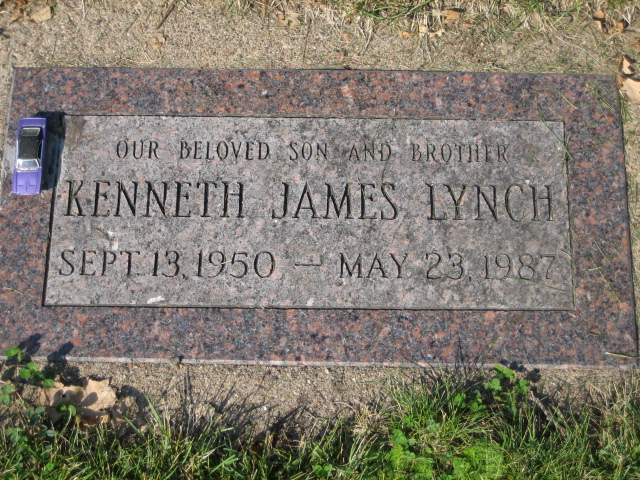 OUR BELOVED SON AND BROTHER
KENNETH JAMES LYNCH
SEPT. 13, 1950 — MAY 23, 1987